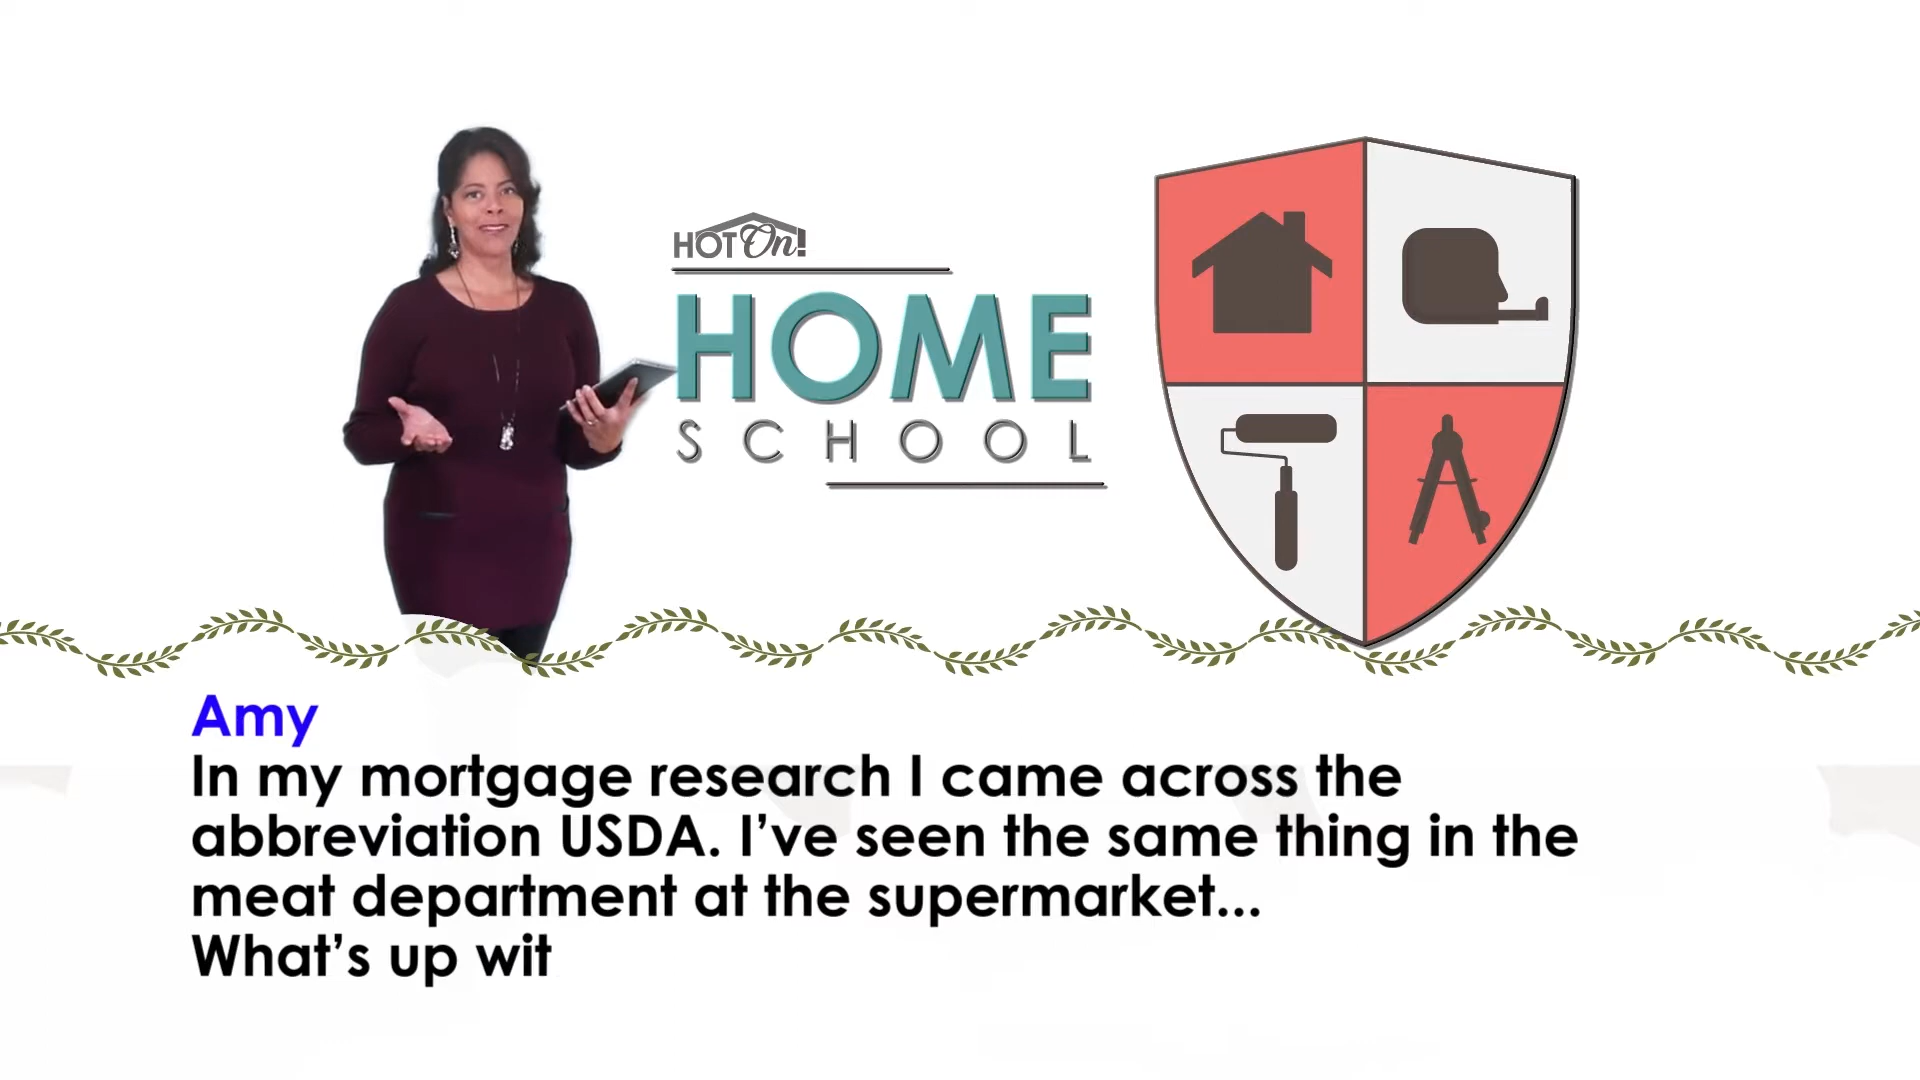 HOT On!
HOME
SCHOOL
Amy
In my mortgage research I came across the
abbreviation USDA. I’ve seen the same thing in the
meat department at the supermarket...
What’s up wit